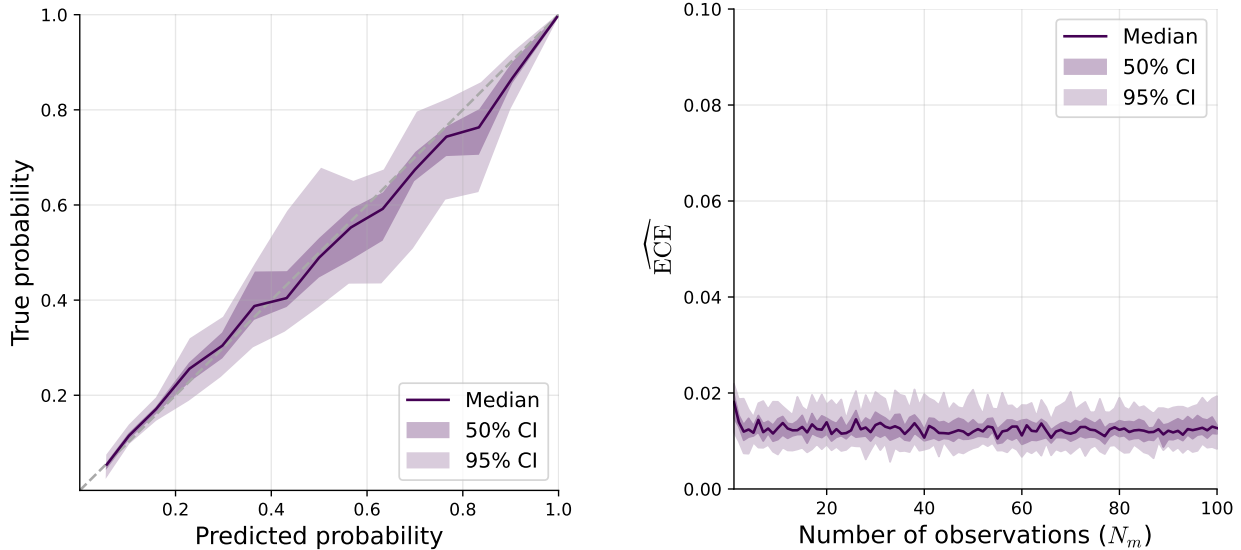 1.0
0.8
0.6
0.4
0.2
0.2
0.4
0.6
0.8
1.0
True probability
Predicted probability
Median
50% CI
95% CI
0.10
0.08
0.06
0.04
0.02
0.00
20
40
60
80
100
ECE
Number of observations (Nm)
Median
50% CI
95% CI